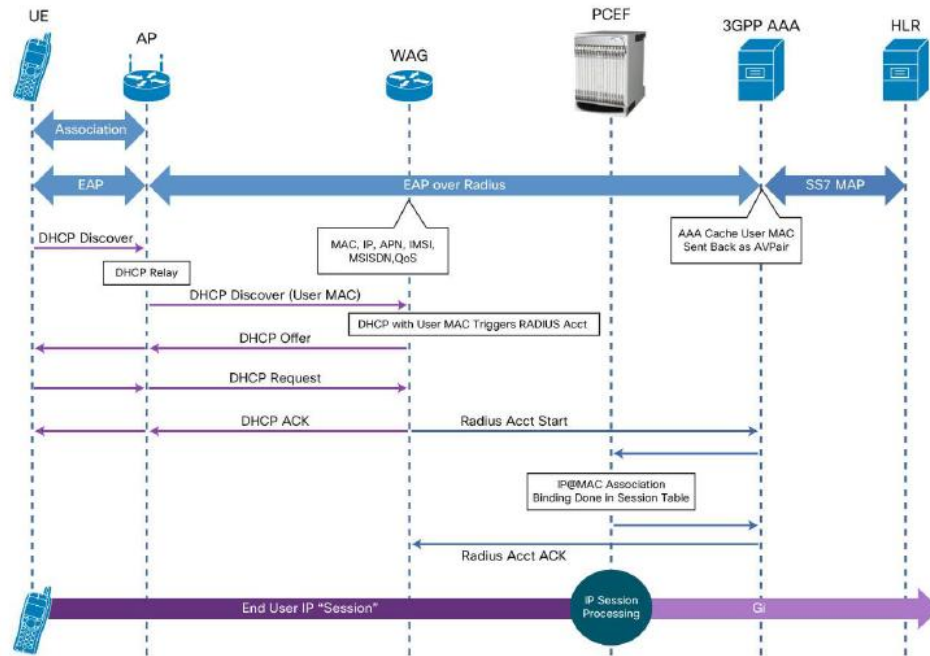 UE
AP
WAG
PCEF
3GPP AAA
HLR
Association
EAP
EAP over Radius
SS7 MAP
DHCP Discover
MAC, IP, APN, IMSI,
MSISDN,QoS
AAA Cache User MAC
Sent Back as AVPair
DHCP Relay
DHCP Discover (User MAC)
DHCP with User MAC Triggers RADIUS Acct
DHCP Offer
DHCP Request
DHCP ACK
Radius Acct Start
IP@MAC Association
Binding Done in Session Table
Radius Acct ACK
End User IP “Session”
IP Session
Processing
Gi